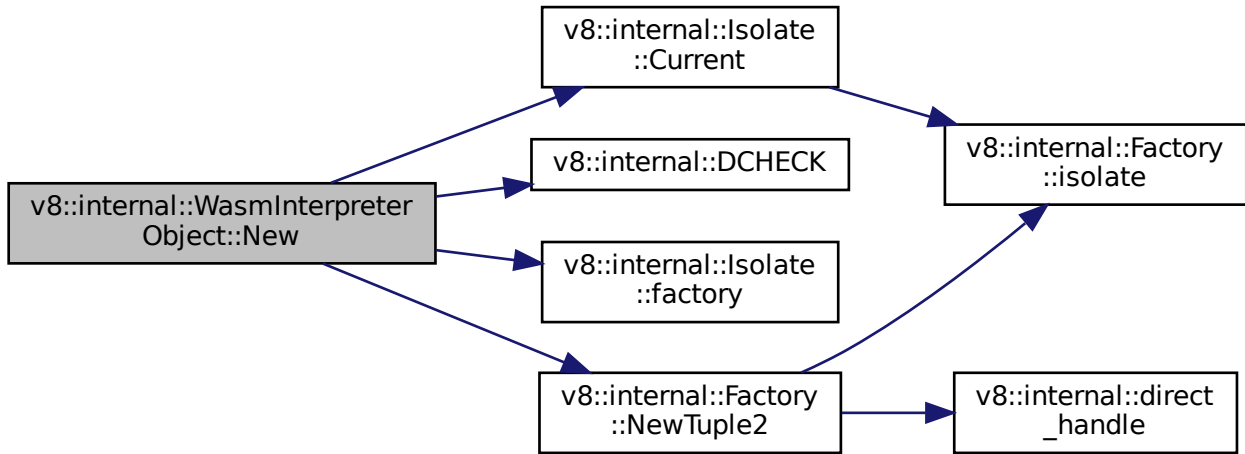 v8::internal::WasmInterpreter
Object::New
v8::internal::Isolate
::Current
v8::internal::DCHECK
v8::internal::Isolate
::factory
v8::internal::Factory
::NewTuple2
v8::internal::Factory
::isolate
v8::internal::direct
_handle